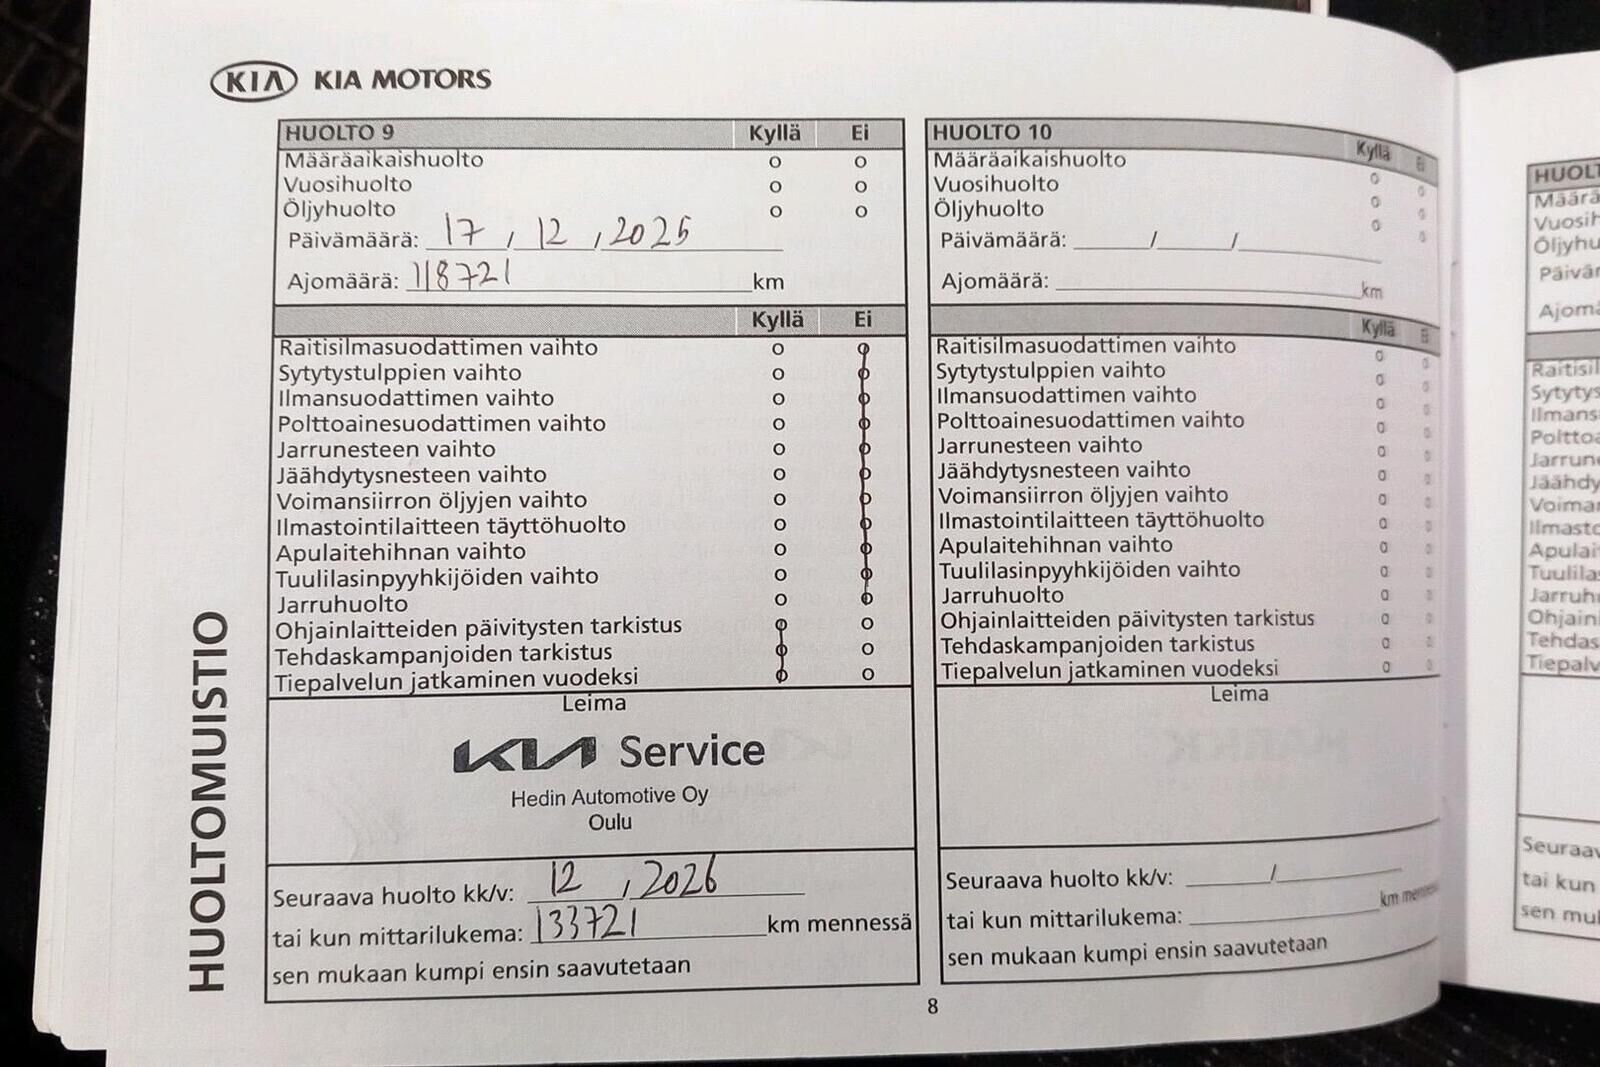 KIA KIA MOTORS
HUOLTOMUISTIO
HUOLTO 9 Kyllä Ei
Määräaikaishuolto o o
Vuosihuolto o o
Öljyhuolto o o
Päivämäärä: 17 / 12 / 2025
Ajomäärä: 118721 km
Kyllä Ei
Raitisilmasuodattimen vaihto o o
Sytytystulppien vaihto o o
Ilmansuodattimen vaihto o o
Polttoainesuodattimen vaihto o o
Jarrunesteen vaihto o o
Jäähdytysnesteen vaihto o o
Voimansiirron öljyjen vaihto o o
Ilmastointilaitteen täyttöhuolto o o
Apulaitehihnan vaihto o o
Tuulilasinpyyhkijöiden vaihto o o
Jarruhuolto o o
Ohjainlaitteiden päivitysten tarkistus o o
Tehdaskampanjoiden tarkistus o o
Tiepalvelun jatkaminen vuodeksi o o
Leima
KIA Service
Hedin Automotive Oy
Oulu
Seuraava huolto kk/v: 12 / 2026
tai kun mittarilukema: 133721 km mennessä
sen mukaan kumpi ensin saavutetaan
HUOLTO 10 Kyllä Ei
Määräaikaishuolto o o
Vuosihuolto o o
Öljyhuolto o o
Päivämäärä: / /
Ajomäärä: km
Kyllä Ei
Raitisilmasuodattimen vaihto o o
Sytytystulppien vaihto o o
Ilmansuodattimen vaihto o o
Polttoainesuodattimen vaihto o o
Jarrunesteen vaihto o o
Jäähdytysnesteen vaihto o o
Voimansiirron öljyjen vaihto o o
Ilmastointilaitteen täyttöhuolto o o
Apulaitehihnan vaihto o o
Tuulilasinpyyhkijöiden vaihto o o
Jarruhuolto o o
Ohjainlaitteiden päivitysten tarkistus o o
Tehdaskampanjoiden tarkistus o o
Tiepalvelun jatkaminen vuodeksi o o
Leima
Seuraava huolto kk/v: /
tai kun mittarilukema: km mennessä
sen mukaan kumpi ensin saavutetaan
8